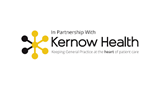 In Partnership With
Kernow Health
Keeping General Practice at the heart of patient care